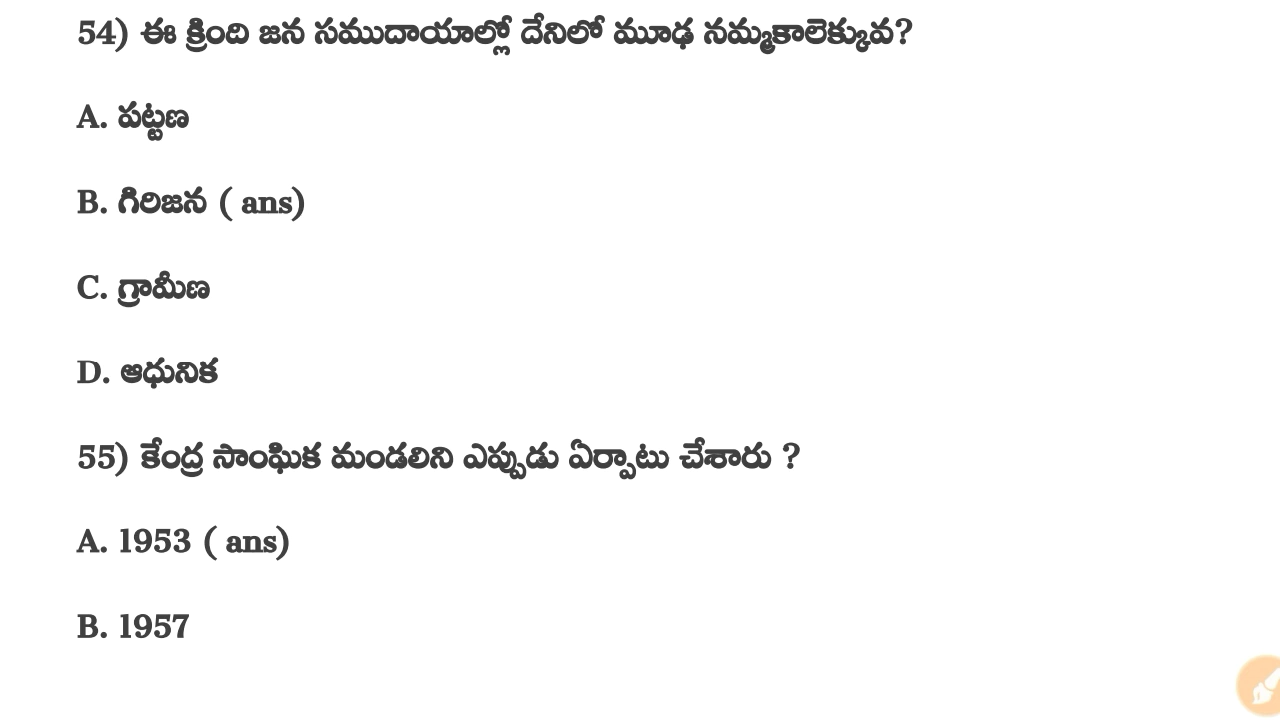 54) ఈ క్రింది జన సముదాయాల్లో దేనిలో మూఢ నమ్మకాలెక్కువ?
A. పట్టణ
B. గిరిజన ( ans)
C. గ్రామీణ
D. ఆధునిక
55) కేంద్ర సాంఘిక మండలిని ఎప్పుడు ఏర్పాటు చేశారు ?
A. 1953 ( ans)
B. 1957